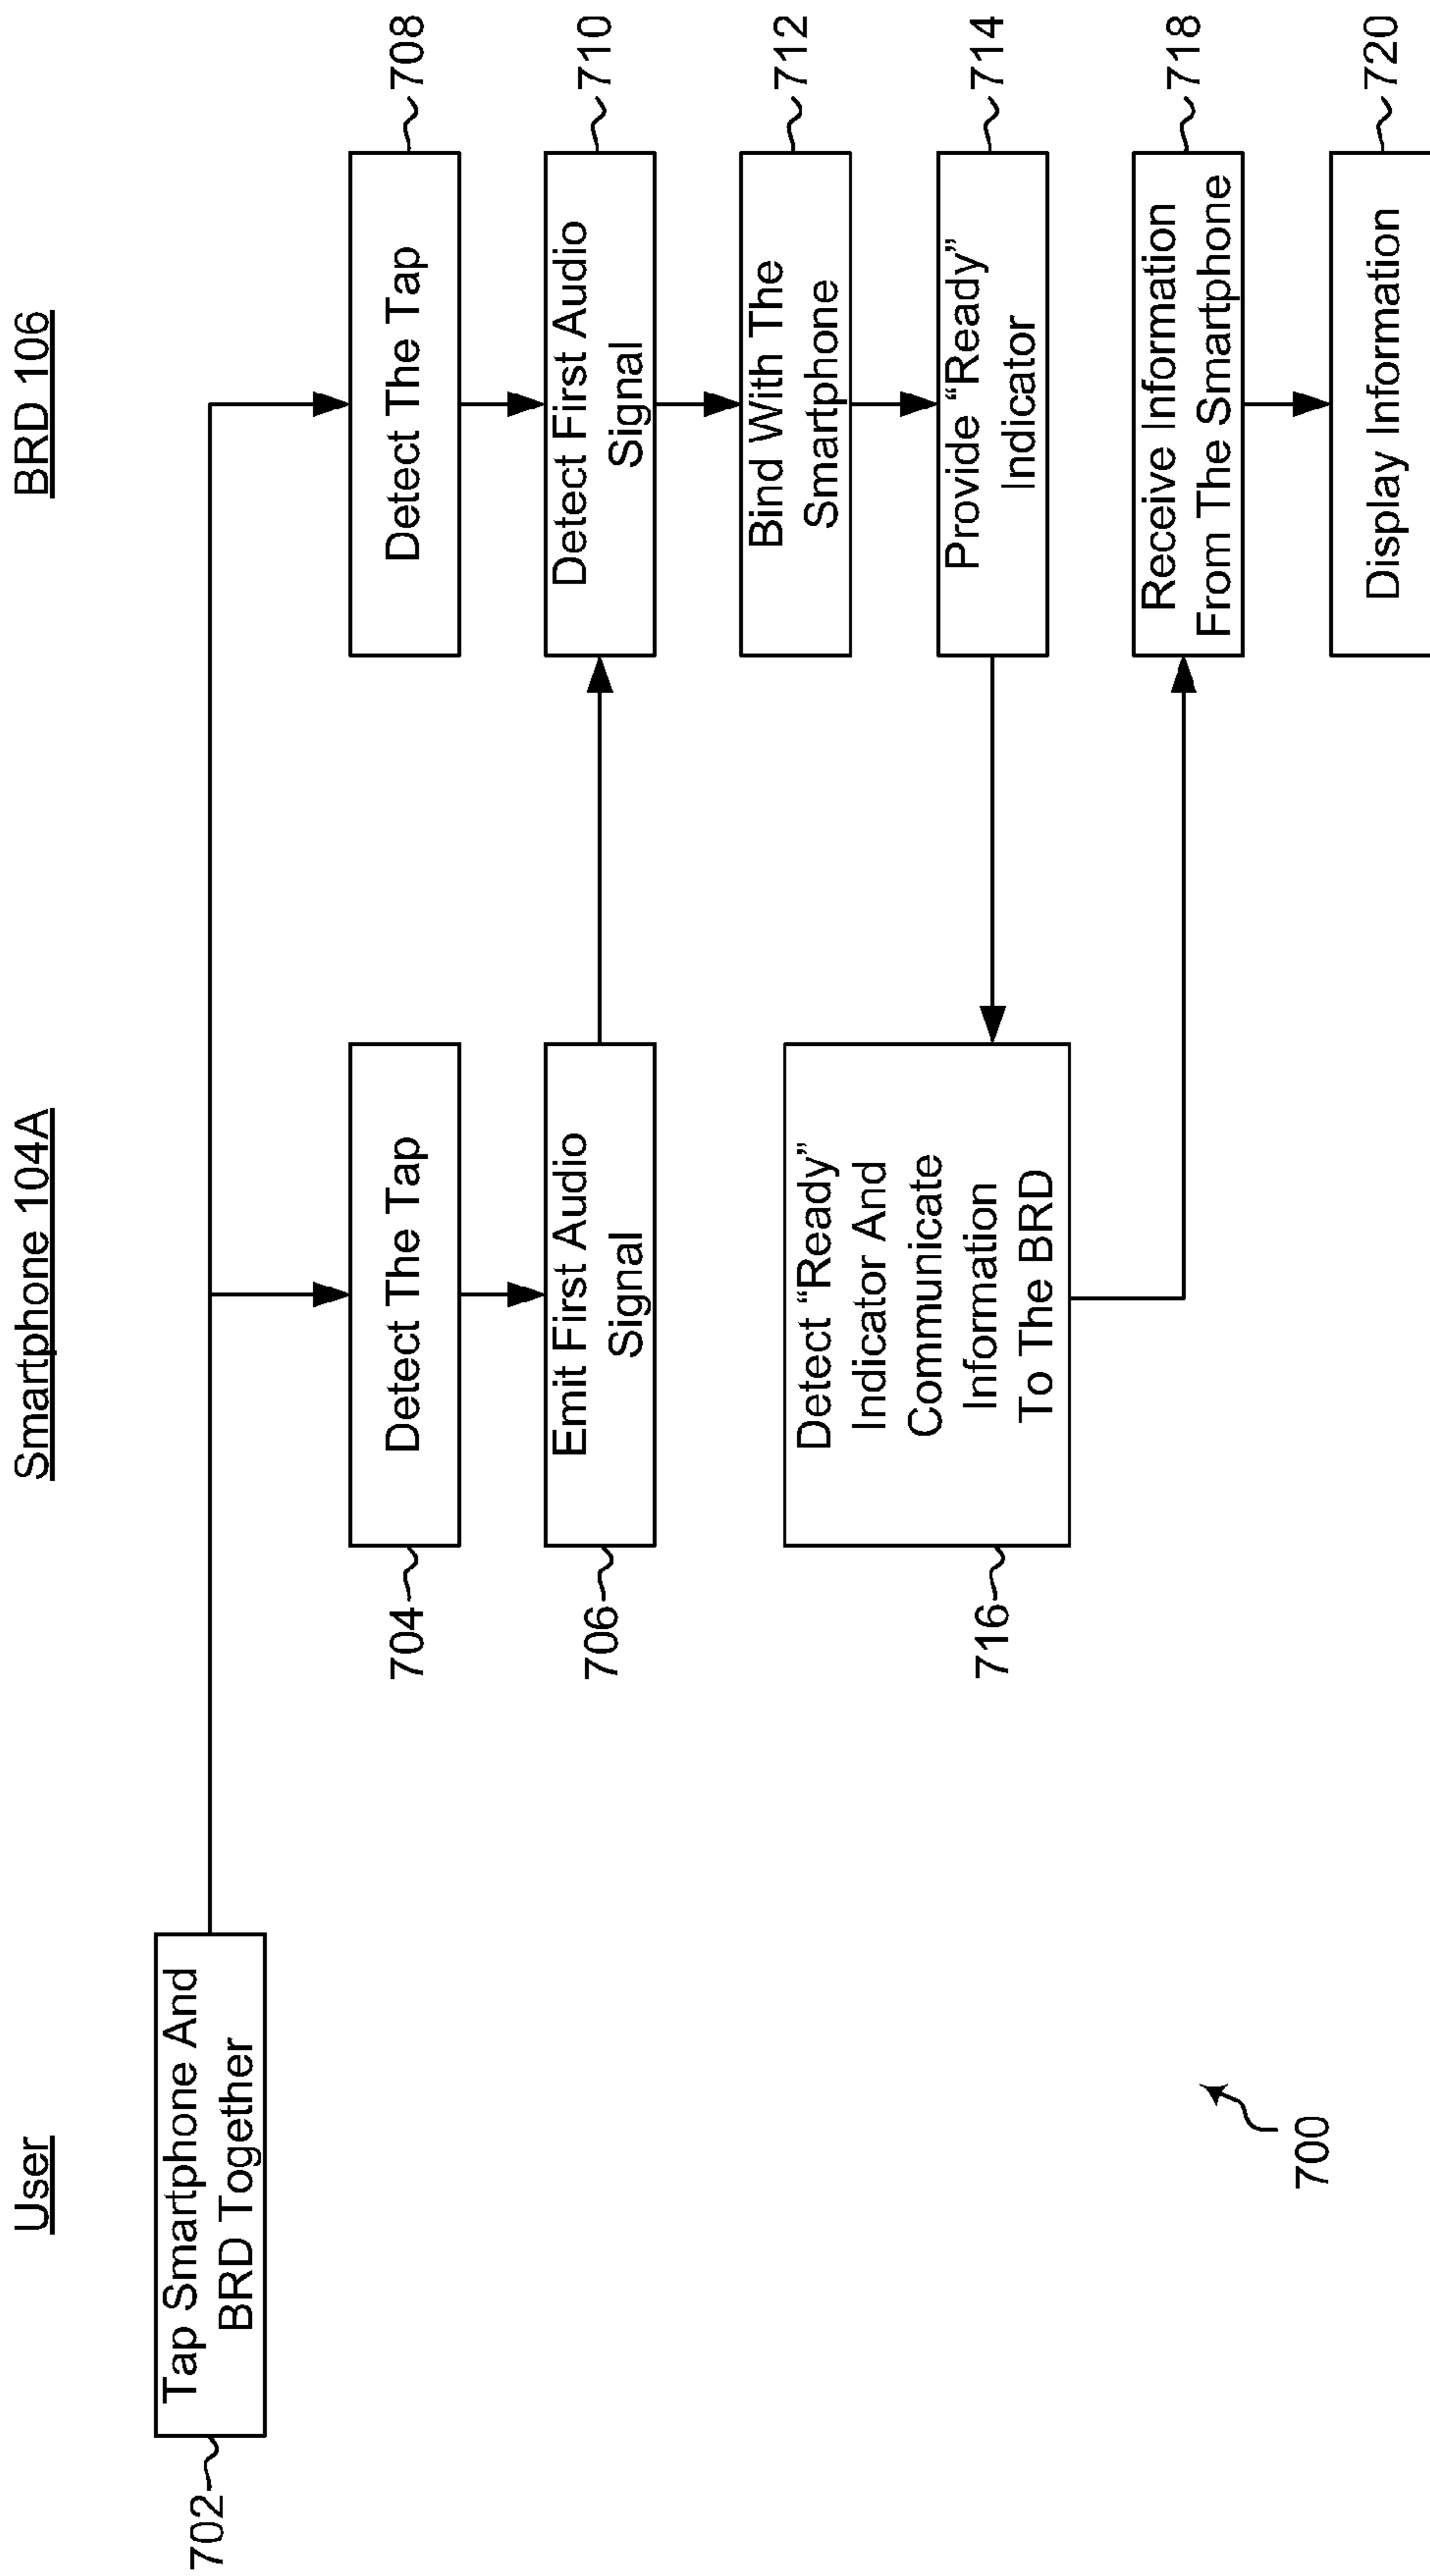 User
Smartphone 104A
BRD 106
702
Tap Smartphone And
BRD Together
704
Detect The Tap
Detect The Tap
708
706
Emit First Audio
Signal
Detect First Audio
Signal
710
Bind With The
Smartphone
712
716
Detect “Ready”
Indicator And
Communicate
Information
To The BRD
Provide “Ready”
Indicator
714
Receive Information
From The Smartphone
718
Display Information
720
700